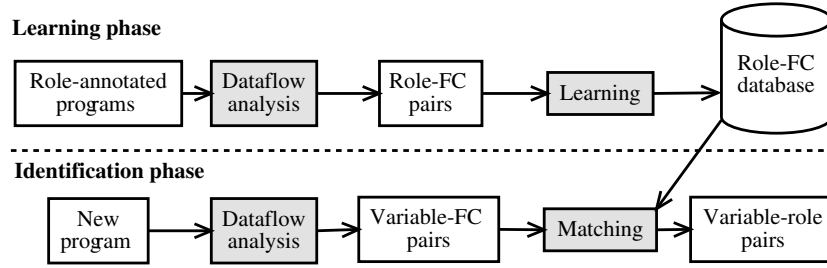 Learning phase
Role-annotated
programs
Dataflow
analysis
Role-FC
pairs
Learning
Role-FC
database
Identification phase
New
program
Dataflow
analysis
Variable-FC
pairs
Matching
Variable-role
pairs